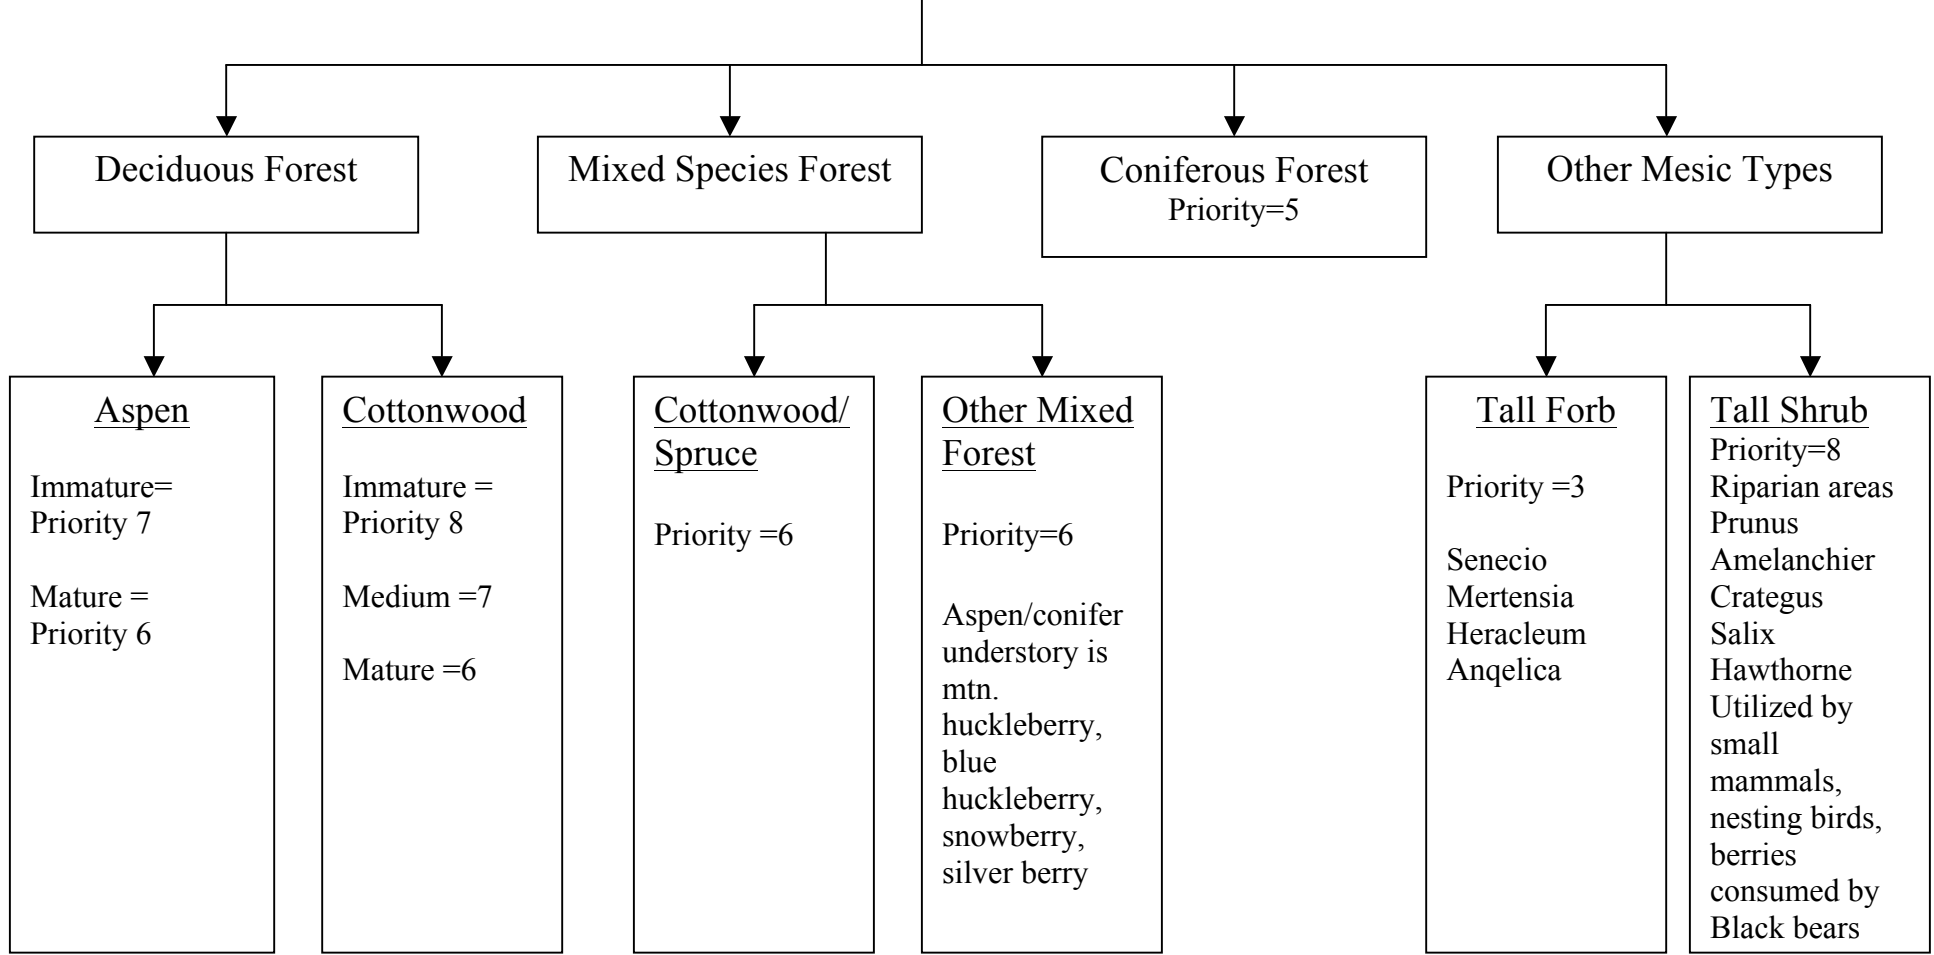 Deciduous Forest
Mixed Species Forest
Coniferous Forest
Priority=5
Other Mesic Types
Aspen
Immature=
Priority 7
Mature =
Priority 6
Cottonwood
Immature =
Priority 8
Medium =7
Mature =6
Cottonwood/
Spruce
Priority =6
Other Mixed
Forest
Priority=6
Aspen/conifer
understory is
mtn.
huckleberry,
blue
huckleberry,
snowberry,
silver berry
Tall Forb
Priority =3
Senecio
Mertensia
Heracleum
Anqelica
Tall Shrub
Priority=8
Riparian areas
Prunus
Amelanchier
Crategus
Salix
Hawthorne
Utilized by
small
mammals,
nesting birds,
berries
consumed by
Black bears